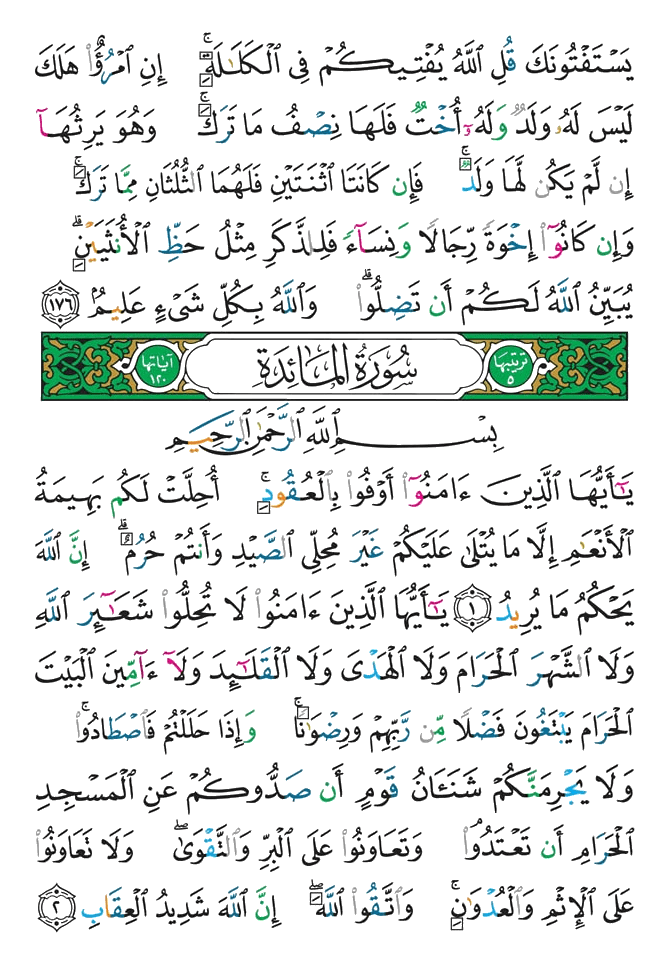 يَسْتَفْتُونَكَ قُلِ ٱللَّهُ يُفْتِيكُمْ فِى ٱلْكَلَـٰلَةِ ۚ إِنِ ٱمْرُؤٌا۟ هَلَكَ
لَيْسَ لَهُۥ وَلَدٌ وَلَهُۥٓ أُخْتٌ فَلَهَا نِصْفُ مَا تَرَكَ ۚ وَهُوَ يَرِثُهَآ
إِن لَّمْ يَكُن لَّهَا وَلَدٌ ۚ فَإِن كَانَتَا ٱثْنَتَيْنِ فَلَهُمَا ٱلثُّلُثَانِ مِمَّا تَرَكَ ۚ
وَإِن كَانُوٓا۟ إِخْوَةً رِّجَالًا وَنِسَآءً فَلِلذَّكَرِ مِثْلُ حَظِّ ٱلْأُنثَيَيْنِ ۗ
يُبَيِّنُ ٱللَّهُ لَكُمْ أَن تَضِلُّوا۟ ۗ وَٱللَّهُ بِكُلِّ شَىْءٍ عَلِيمٌۢ ١٧٦
ترتيبها ٥ سُورَةُ المَائِدَةِ آياتها ١٢٠
بِسْمِ ٱللَّهِ ٱلرَّحْمَـٰنِ ٱلرَّحِيمِ
يَـٰٓأَيُّهَا ٱلَّذِينَ ءَامَنُوٓا۟ أَوْفُوا۟ بِٱلْعُقُودِ ۚ أُحِلَّتْ لَكُم بَهِيمَةُ
ٱلْأَنْعَـٰمِ إِلَّا مَا يُتْلَىٰ عَلَيْكُمْ غَيْرَ مُحِلِّى ٱلصَّيْدِ وَأَنتُمْ حُرُمٌ ۗ إِنَّ ٱللَّهَ
يَحْكُمُ مَا يُرِيدُ ١ يَـٰٓأَيُّهَا ٱلَّذِينَ ءَامَنُوا۟ لَا تُحِلُّوا۟ شَعَـٰٓئِرَ ٱللَّهِ
وَلَا ٱلشَّهْرَ ٱلْحَرَامَ وَلَا ٱلْهَدْىَ وَلَا ٱلْقَلَـٰٓئِدَ وَلَآ ءَآمِّينَ ٱلْبَيْتَ
ٱلْحَرَامَ يَبْتَغُونَ فَضْلًا مِّن رَّبِّهِمْ وَرِضْوَٰنًا ۚ وَإِذَا حَلَلْتُمْ فَٱصْطَادُوا۟ ۚ
وَلَا يَجْرِمَنَّكُمْ شَنَـَٔانُ قَوْمٍ أَن صَدُّوكُمْ عَنِ ٱلْمَسْجِدِ
ٱلْحَرَامِ أَن تَعْتَدُوا۟ ۘ وَتَعَاوَنُوا۟ عَلَى ٱلْبِرِّ وَٱلتَّقْوَىٰ ۖ وَلَا تَعَاوَنُوا۟
عَلَى ٱلْإِثْمِ وَٱلْعُدْوَٰنِ ۚ وَٱتَّقُوا۟ ٱللَّهَ ۖ إِنَّ ٱللَّهَ شَدِيدُ ٱلْعِقَابِ ٢